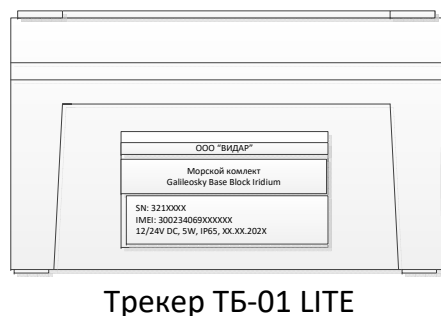 ООО “ВИДАР”
Морской комлект
Galileosky Base Block Iridium
SN: 321XXXX
IMEI: 300234069XXXXXX
12/24V DC, 5W, IP65, XX.XX.202X
Трекер ТБ-01 LITE